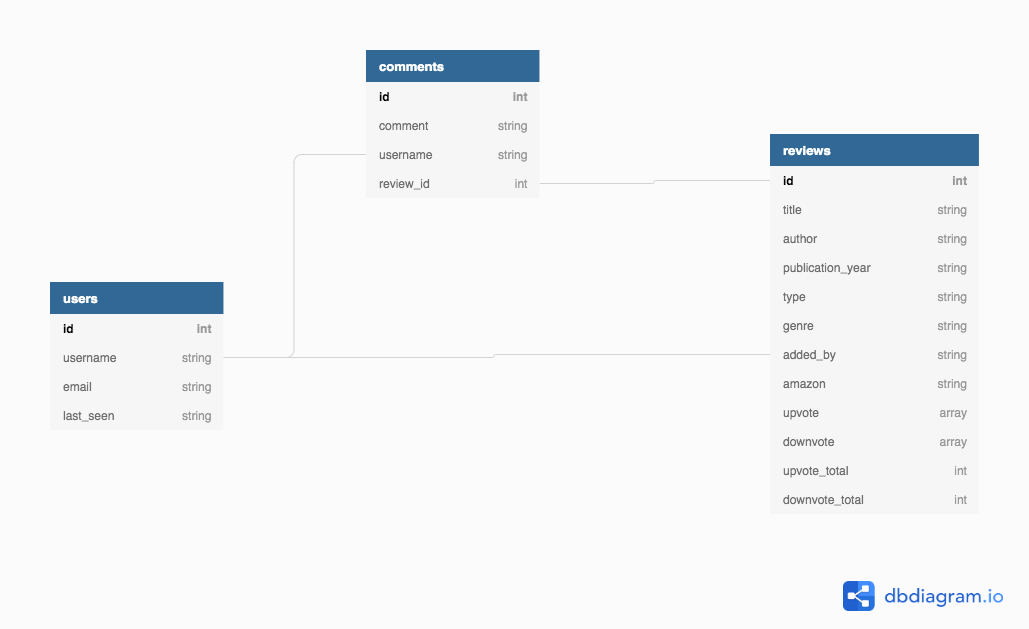 comments
id int
comment string
username string
review_id int
reviews
id int
title string
author string
publication_year string
type string
genre string
added_by string
amazon string
upvote array
downvote array
upvote_total int
downvote_total int
users
id int
username string
email string
last_seen string
dbdiagram.io